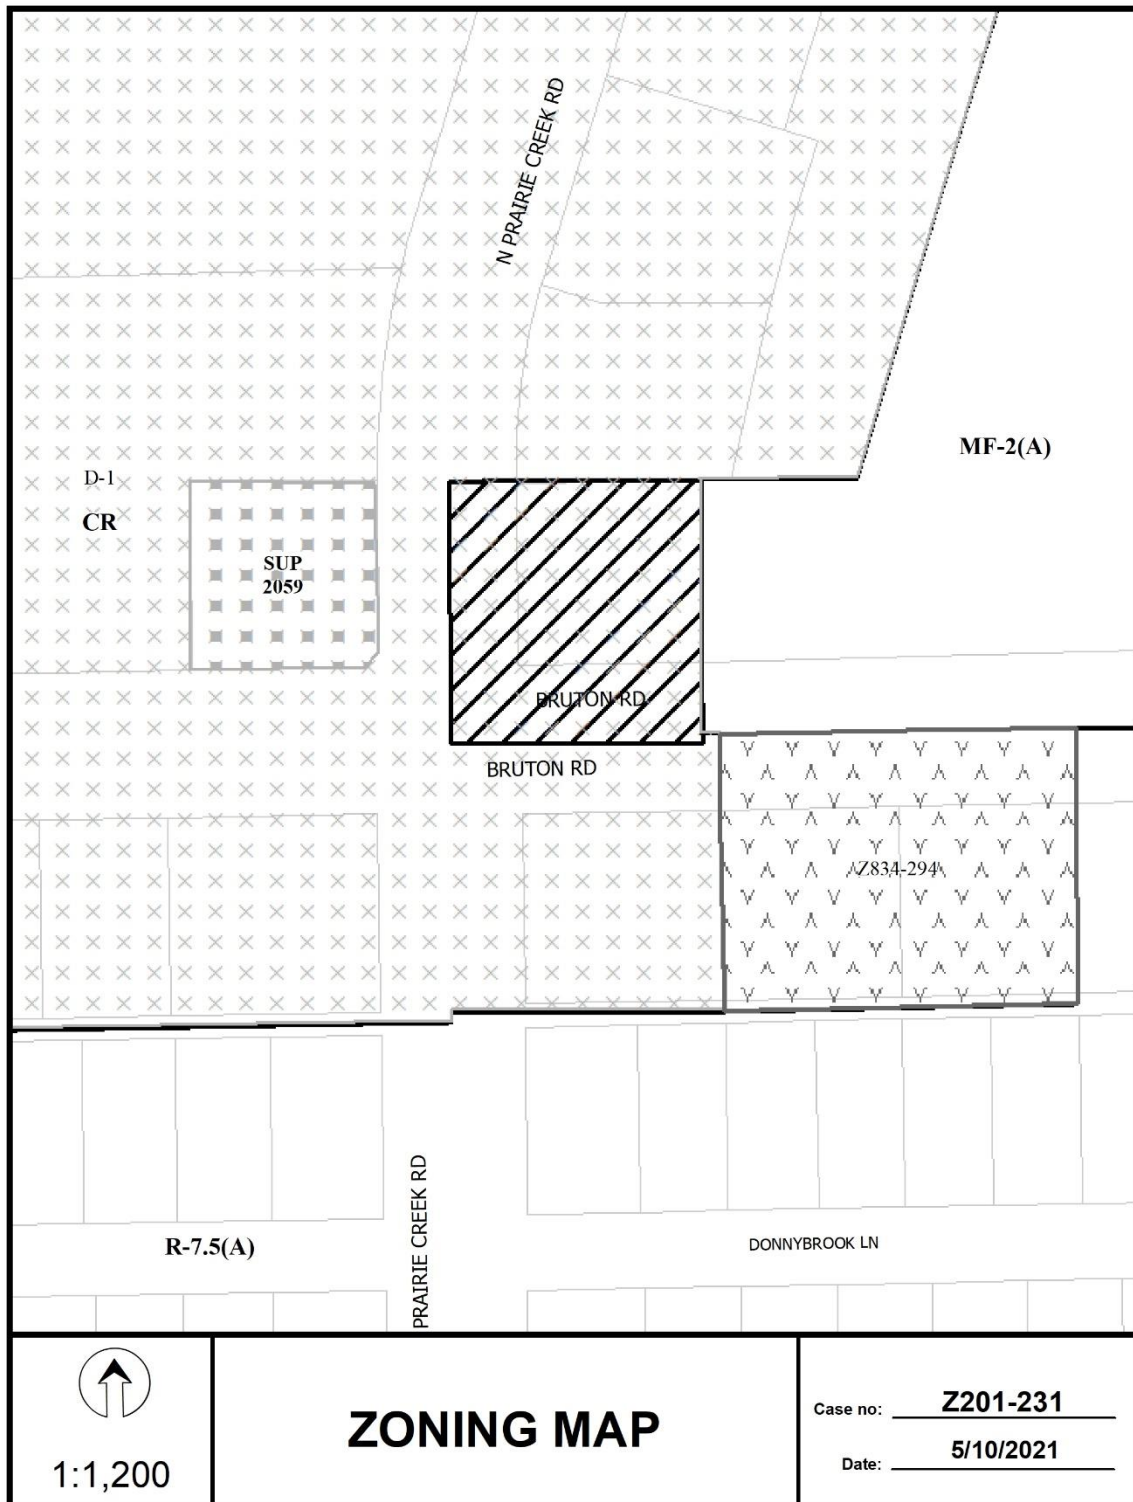 N PRAIRIE CREEK RD
MF-2(A)
D-1
CR
SUP
2059
BRUTON RD
BRUTON RD
Z834-294
PRAIRIE CREEK RD
R-7.5(A)
DONNYBROOK LN
1:1,200
ZONING MAP
Case no: Z201-231
Date: 5/10/2021